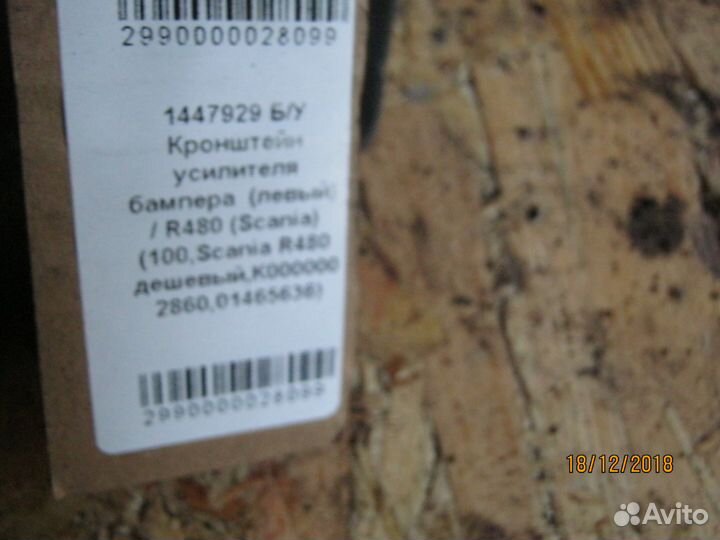 2990000028099
1447929 Б/У
Кронштейн
усилителя
бампера (левый)
/ R480 (Scania)
(100,Scania R480
дешевый,K000000
2860,01465636)
2990000028099
18/12/2018
Avito